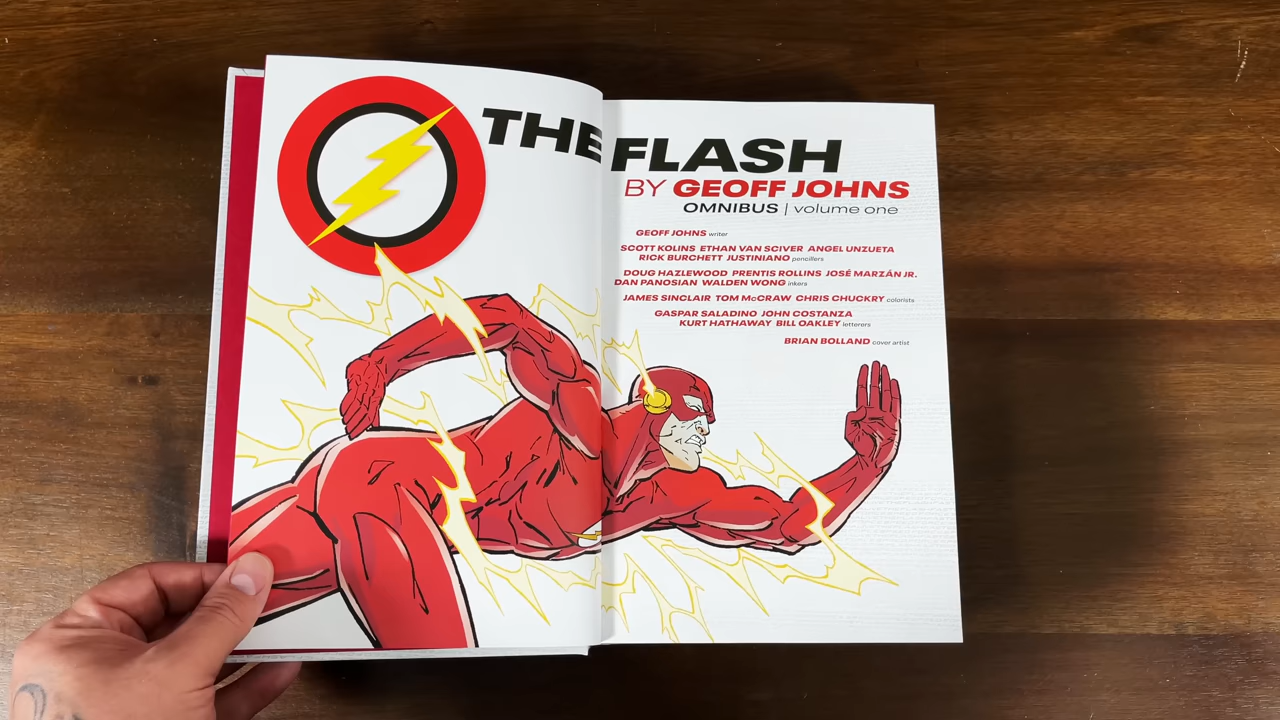 THE FLASH
BY GEOFF JOHNS
OMNIBUS | volume one
GEOFF JOHNS writer
SCOTT KOLINS ETHAN VAN SCIVER ANGEL UNZUETA
RICK BURCHETT JUSTINIANO pencillers
DOUG HAZLEWOOD PRENTIS ROLLINS JOSÉ MARZÁN JR.
DAN PANOSIAN WALDEN WONG inkers
JAMES SINCLAIR TOM McCRAW CHRIS CHUCKRY colorists
GASPAR SALADINO JOHN COSTANZA
KURT HATHAWAY BILL OAKLEY letterers
BRIAN BOLLAND cover artist